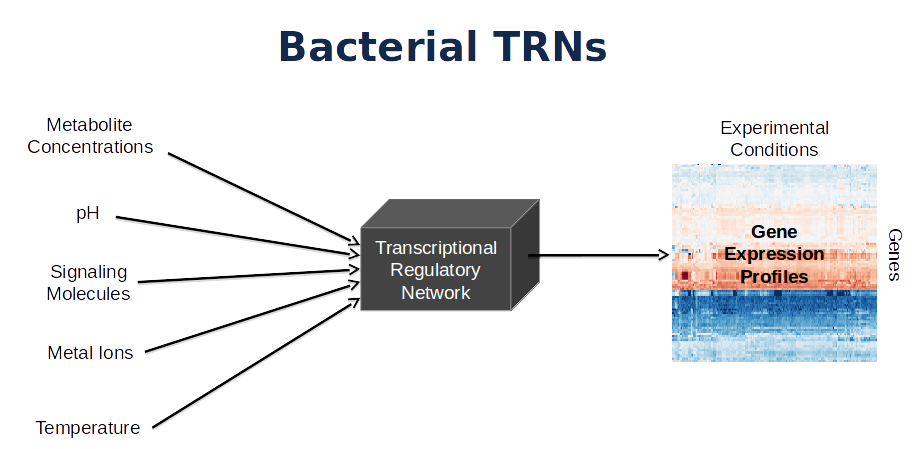 Bacterial TRNs
Metabolite
Concentrations
pH
Signaling
Molecules
Metal Ions
Temperature
Transcriptional
Regulatory
Network
Experimental
Conditions
Gene
Expression
Profiles
Genes